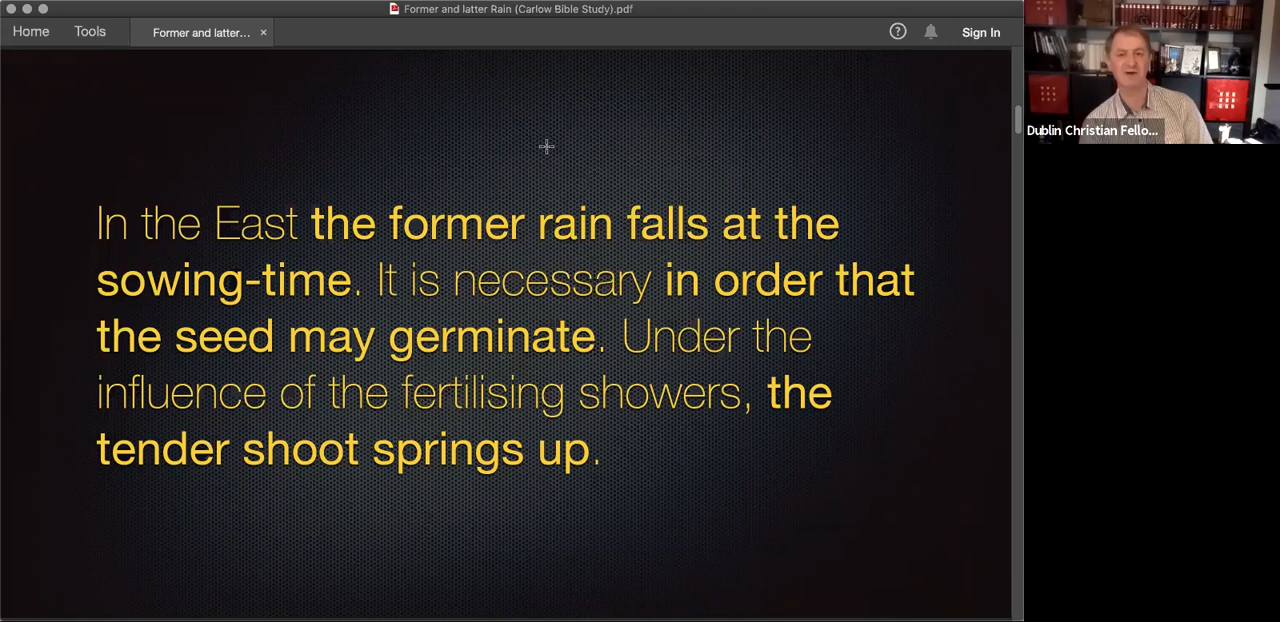 Former and latter Rain (Carlow Bible Study).pdf
Home Tools Former and latter... × ? Sign In
In the East the former rain falls at the
sowing-time. It is necessary in order that
the seed may germinate. Under the
influence of the fertilising showers, the
tender shoot springs up.
Dublin Christian Fello...